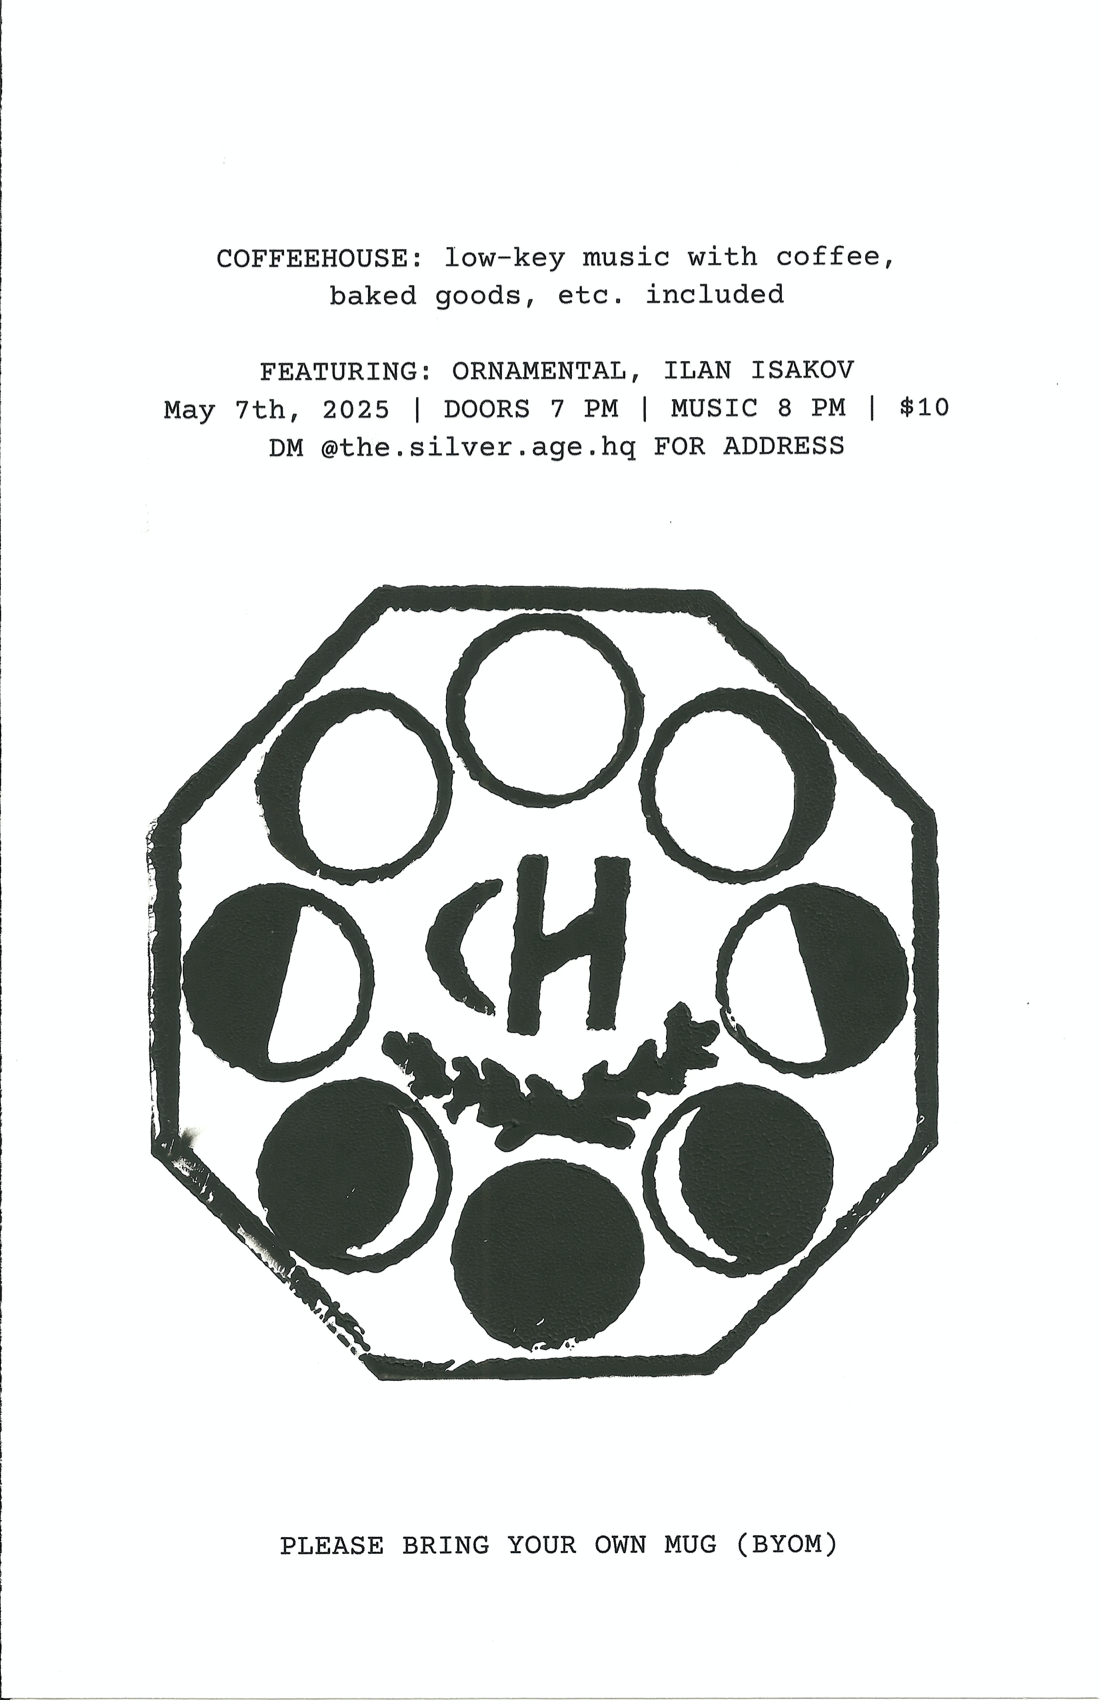 COFFEEHOUSE: low-key music with coffee,
baked goods, etc. included
FEATURING: ORNAMENTAL, ILAN ISAKOV
May 7th, 2025 | DOORS 7 PM | MUSIC 8 PM | $10
DM @the.silver.age.hq FOR ADDRESS
CH
PLEASE BRING YOUR OWN MUG (BYOM)